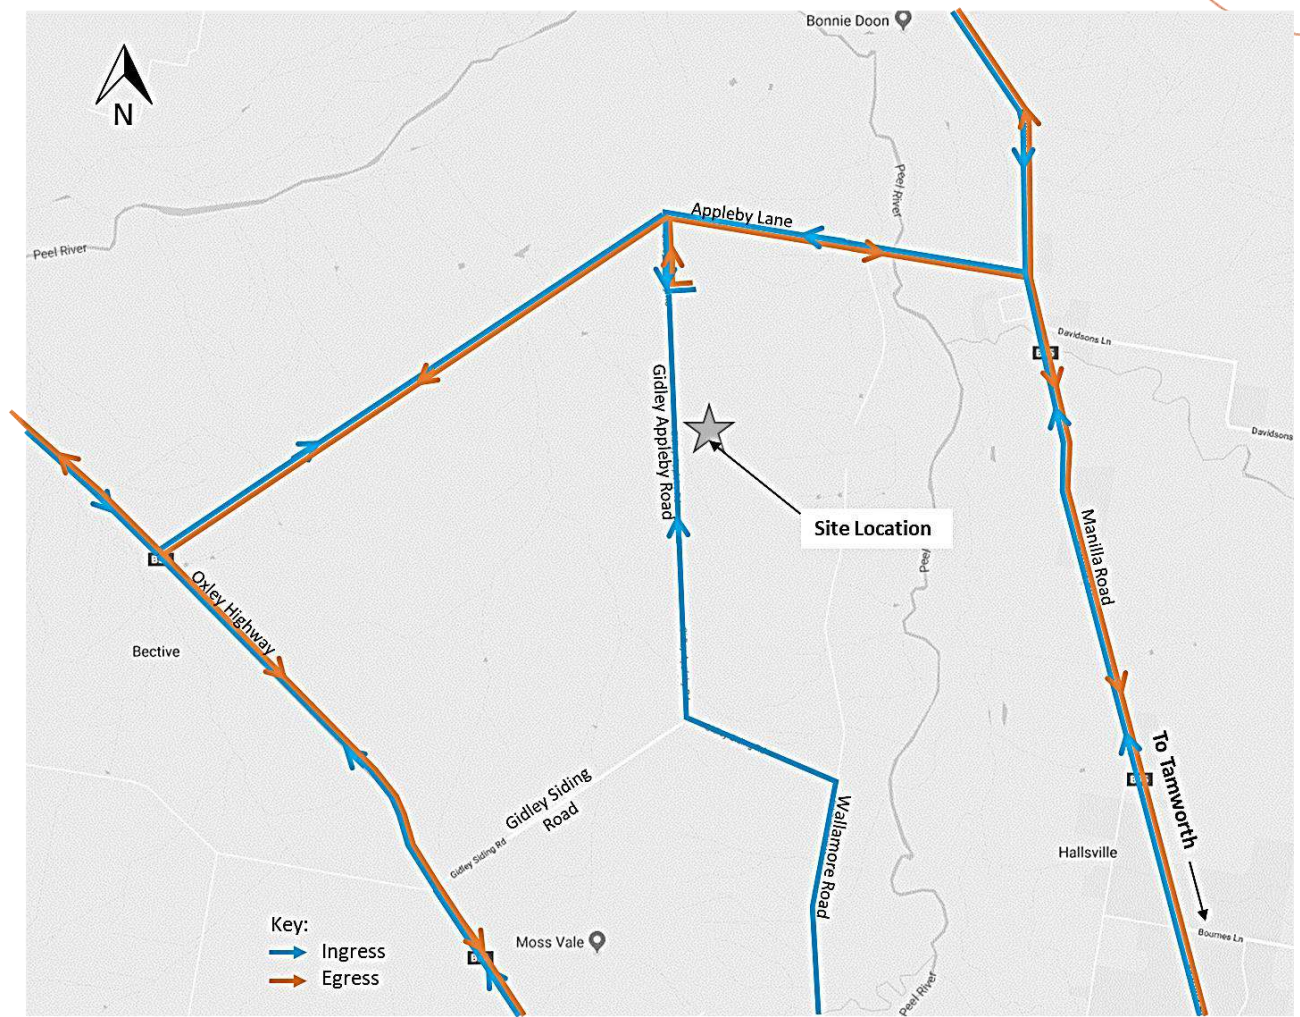 Bonnie Doon
N
Peel River
Appleby Lane
Peel River
Davidsons Ln
Davidsons
Gidley Appleby Road
Site Location
Manilla Road
Peel
Oxley Highway
Bective
To Tamworth
Gidley Siding
Road
Gidley Siding Rd
Wallamore Road
Hallsville
Key:
Ingress
Egress
Moss Vale
Bournes Ln
Peel River